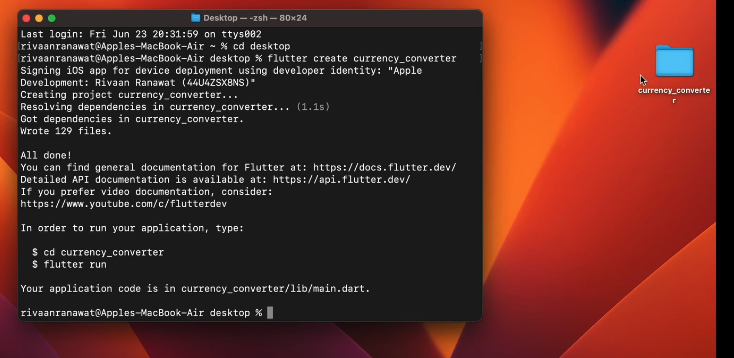 Desktop — -zsh — 80×24
Last login: Fri Jun 23 20:31:59 on ttys002
[rivaanranawat@Apples-MacBook-Air ~ % cd desktop ]
[rivaanranawat@Apples-MacBook-Air desktop % flutter create currency_converter ]
Signing iOS app for device deployment using developer identity: "Apple
Development: Rivaan Ranawat (44U4ZSX8NS)"
Creating project currency_converter...
Resolving dependencies in currency_converter... (1.1s)
Got dependencies in currency_converter.
Wrote 129 files.
All done!
You can find general documentation for Flutter at: https://docs.flutter.dev/
Detailed API documentation is available at: https://api.flutter.dev/
If you prefer video documentation, consider:
https://www.youtube.com/c/flutterdev
In order to run your application, type:
$ cd currency_converter
$ flutter run
Your application code is in currency_converter/lib/main.dart.
rivaanranawat@Apples-MacBook-Air desktop %
currency_converte
r